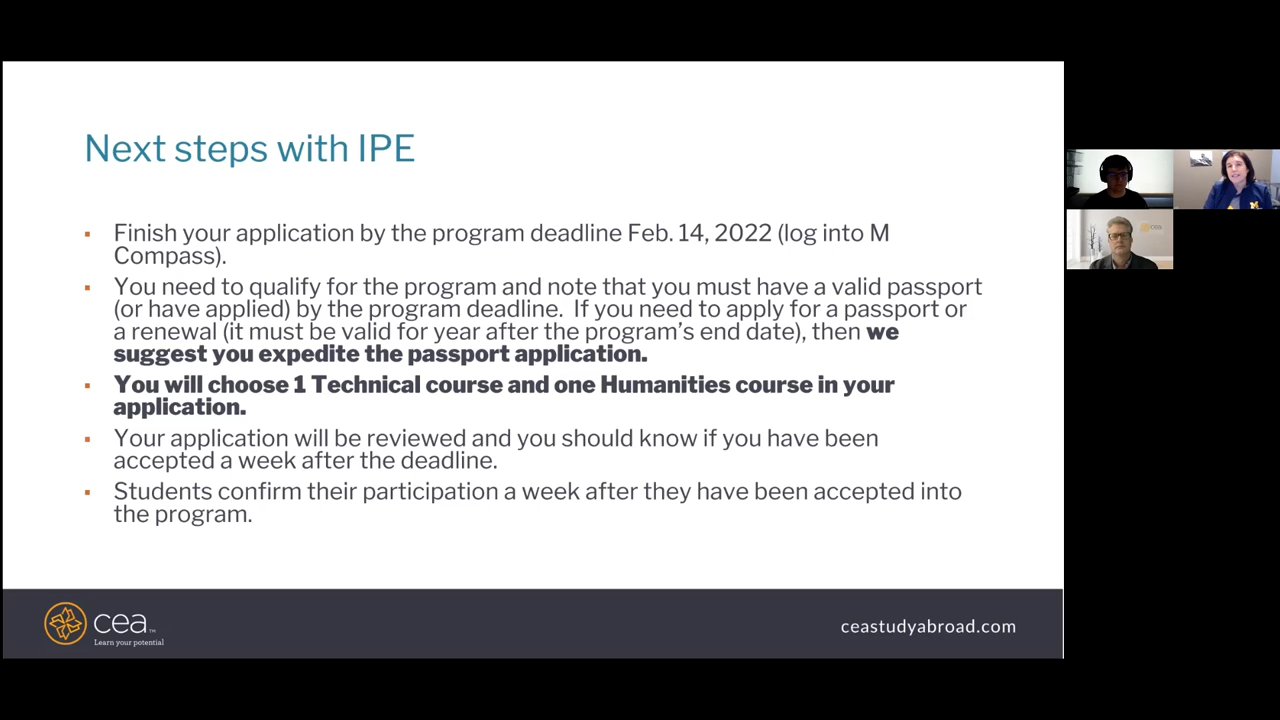 Next steps with IPE
▪ Finish your application by the program deadline Feb. 14, 2022 (log into M
Compass).
▪ You need to qualify for the program and note that you must have a valid passport
(or have applied) by the program deadline.  If you need to apply for a passport or
a renewal (it must be valid for year after the program's end date), then we
suggest you expedite the passport application.
▪ You will choose 1 Technical course and one Humanities course in your
application.
▪ Your application will be reviewed and you should know if you have been
accepted a week after the deadline.
▪ Students confirm their participation a week after they have been accepted into
the program.
cea™
Learn your potential
ceastudyabroad.com
cea
M